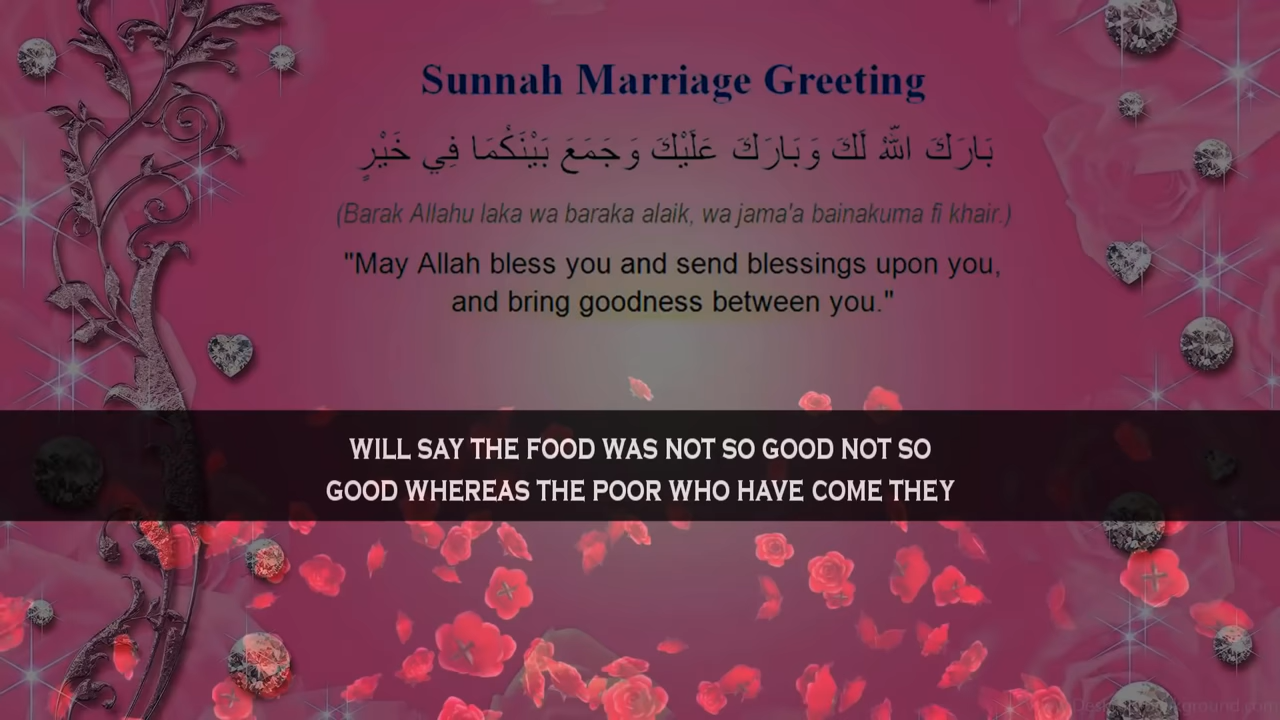 Sunnah Marriage Greeting
بَارَكَ اللَّهُ لَكَ وَبَارَكَ عَلَيْكَ وَجَمَعَ بَيْنَكُمَا فِي خَيْرٍ
(Barak Allahu laka wa baraka alaik, wa jama'a bainakuma fi khair.)
"May Allah bless you and send blessings upon you,
and bring goodness between you."
WILL SAY THE FOOD WAS NOT SO GOOD NOT SO
GOOD WHEREAS THE POOR WHO HAVE COME THEY